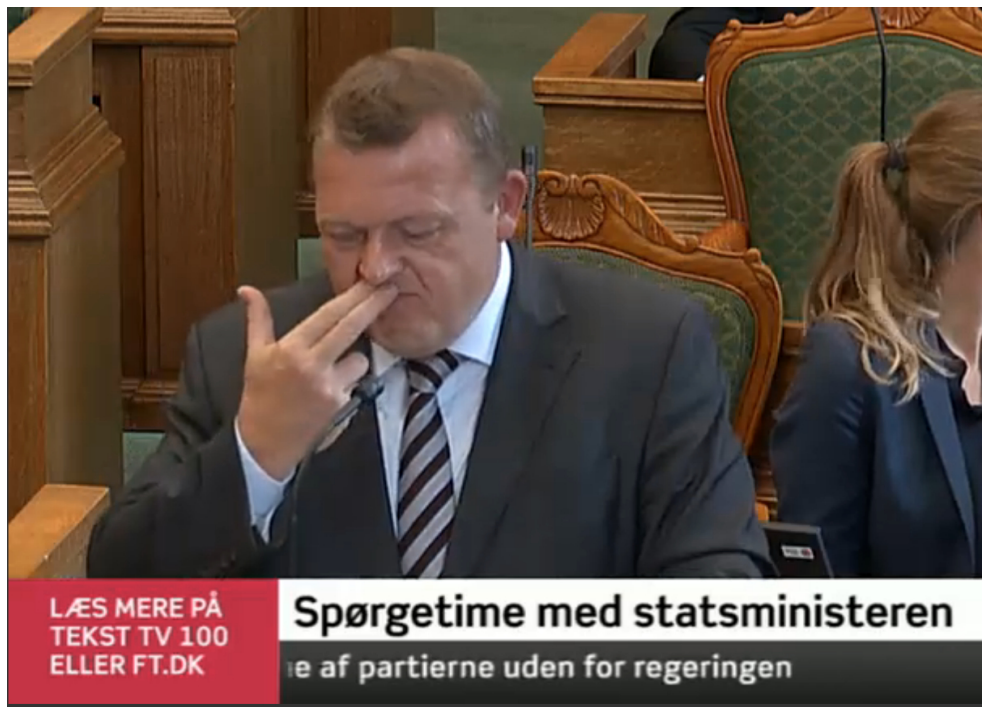 LÆS MERE PÅ
TEKST TV 100
ELLER FT.DK
Spørgetime med statsministeren
af partierne uden for regeringen